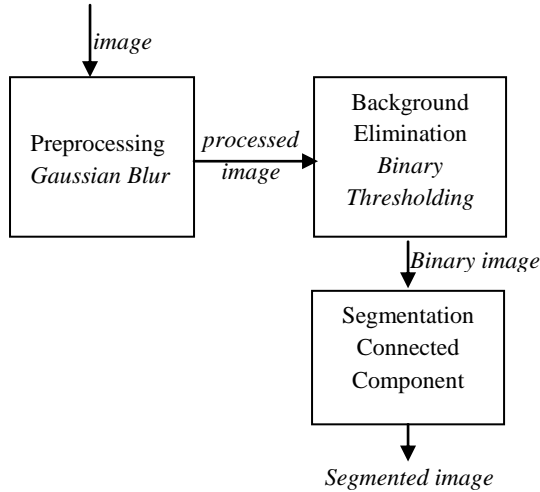 image
Preprocessing
Gaussian Blur
processed
image
Background
Elimination
Binary
Thresholding
Binary image
Segmentation
Connected
Component
Segmented image